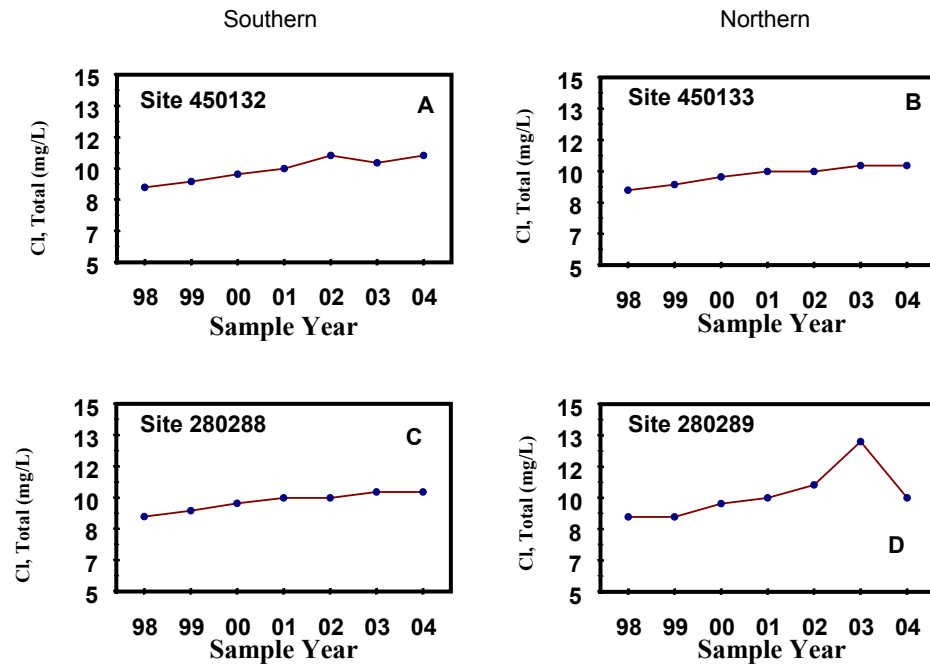 Southern
Northern
Site 450132
A
15
13
12
10
8
7
5
Cl, Total (mg/L)
98 99 00 01 02 03 04
Sample Year
Site 450133
B
15
13
12
10
8
7
5
Cl, Total (mg/L)
98 99 00 01 02 03 04
Sample Year
Site 280288
C
15
13
12
10
8
7
5
Cl, Total (mg/L)
98 99 00 01 02 03 04
Sample Year
Site 280289
D
15
13
12
10
8
7
5
Cl, Total (mg/L)
98 99 00 01 02 03 04
Sample Year